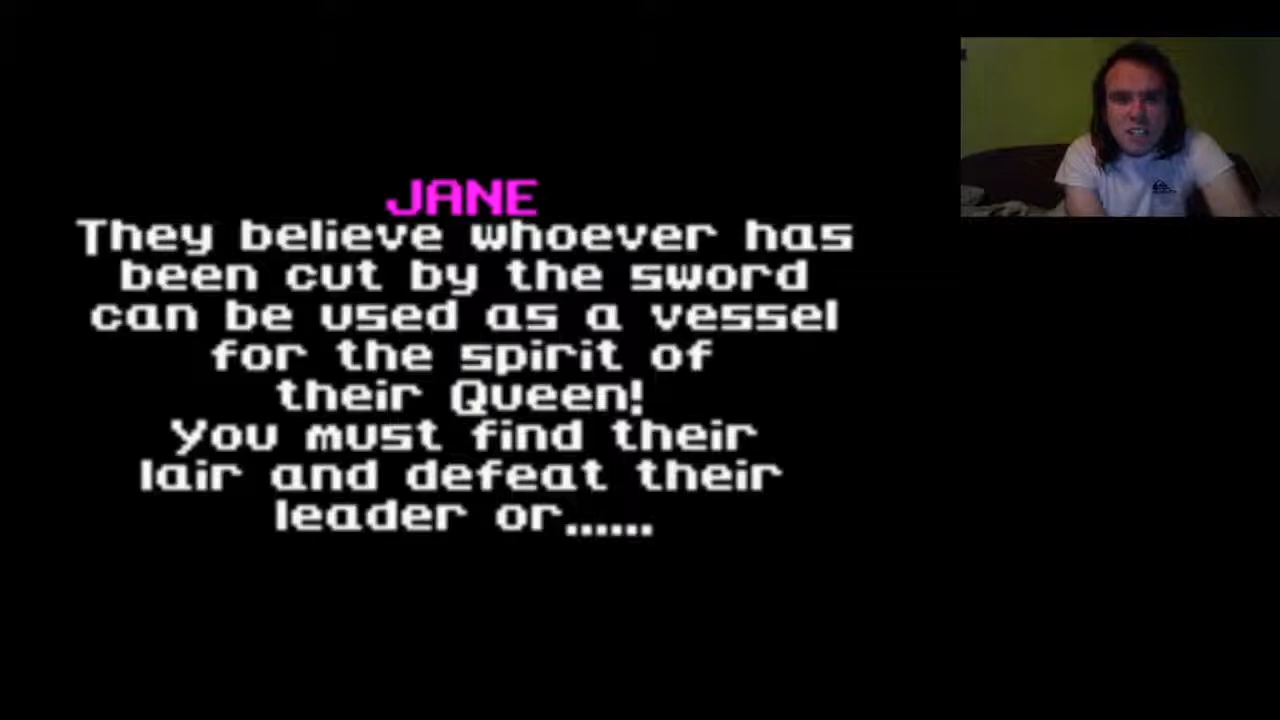 JANE
They believe whoever has
been cut by the sword
can be used as a vessel
for the spirit of
their Queen!
You must find their
lair and defeat their
leader or......